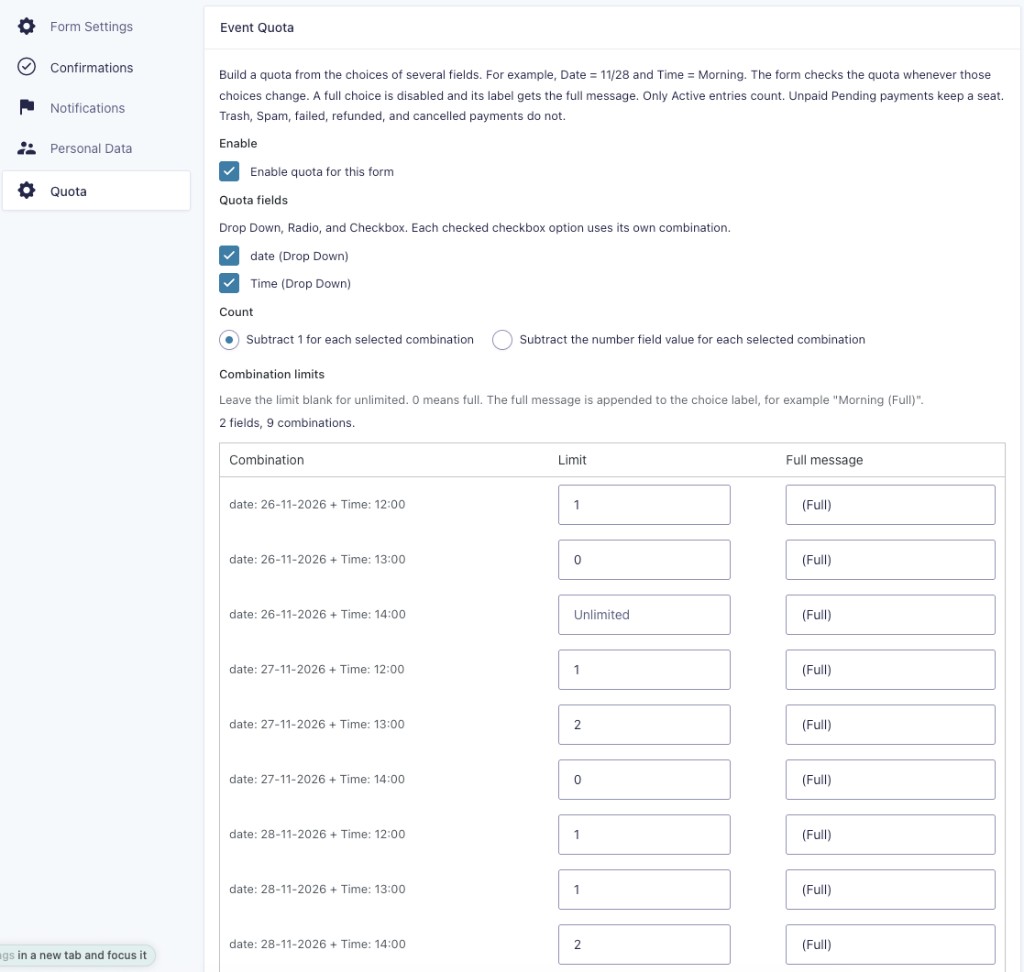 Form Settings
Confirmations
Notifications
Personal Data
Quota
Event Quota
Build a quota from the choices of several fields. For example, Date = 11/28 and Time = Morning. The form checks the quota whenever those
choices change. A full choice is disabled and its label gets the full message. Only Active entries count. Unpaid Pending payments keep a seat.
Trash, Spam, failed, refunded, and cancelled payments do not.
Enable
Enable quota for this form
Quota fields
Drop Down, Radio, and Checkbox. Each checked checkbox option uses its own combination.
date (Drop Down)
Time (Drop Down)
Count
Subtract 1 for each selected combination Subtract the number field value for each selected combination
Combination limits
Leave the limit blank for unlimited. 0 means full. The full message is appended to the choice label, for example "Morning (Full)".
2 fields, 9 combinations.
Combination Limit Full message
date: 26-11-2026 + Time: 12:00 1 (Full)
date: 26-11-2026 + Time: 13:00 0 (Full)
date: 26-11-2026 + Time: 14:00 Unlimited (Full)
date: 27-11-2026 + Time: 12:00 1 (Full)
date: 27-11-2026 + Time: 13:00 2 (Full)
date: 27-11-2026 + Time: 14:00 0 (Full)
date: 28-11-2026 + Time: 12:00 1 (Full)
date: 28-11-2026 + Time: 13:00 1 (Full)
date: 28-11-2026 + Time: 14:00 2 (Full)
in a new tab and focus it